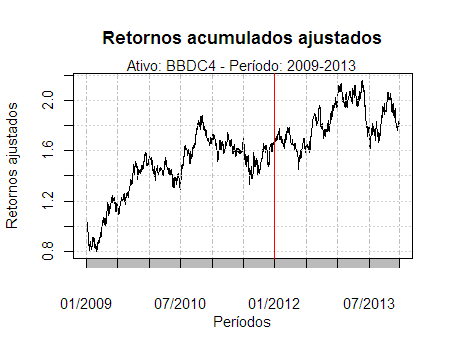 Retornos acumulados ajustados
Ativo: BBDC4 - Período: 2009-2013
Retornos ajustados
2.0
1.6
1.2
0.8
01/2009 07/2010 01/2012 07/2013
Períodos